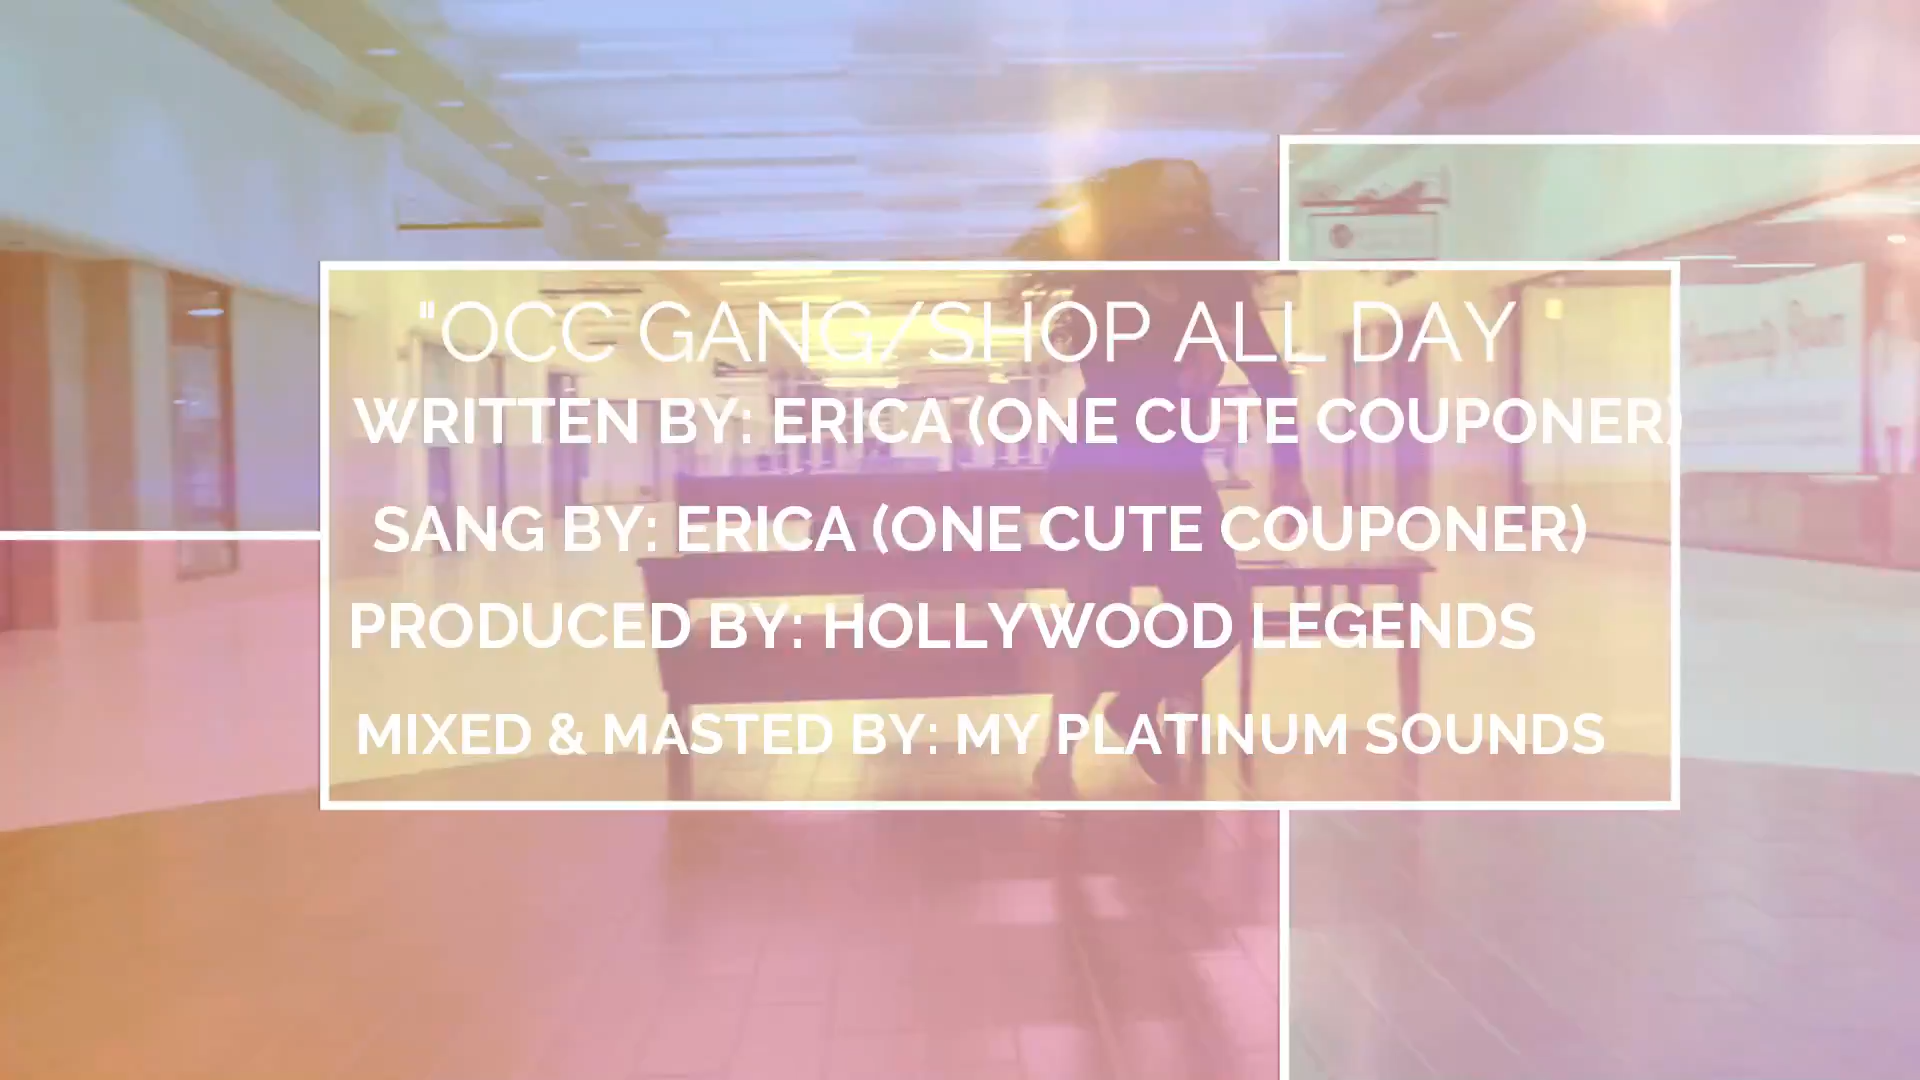 "OCC GANG/SHOP ALL DAY
WRITTEN BY: ERICA (ONE CUTE COUPONER)
SANG BY: ERICA (ONE CUTE COUPONER)
PRODUCED BY: HOLLYWOOD LEGENDS
MIXED & MASTED BY: MY PLATINUM SOUNDS